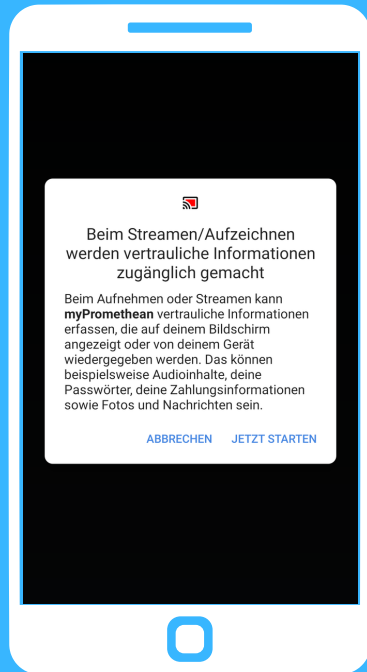 Beim Streamen/Aufzeichnen
werden vertrauliche Informationen
zugänglich gemacht
Beim Aufnehmen oder Streamen kann
myPromethean vertrauliche Informationen
erfassen, die auf deinem Bildschirm
angezeigt oder von deinem Gerät
wiedergegeben werden. Das können
beispielsweise Audioinhalte, deine
Passwörter, deine Zahlungsinformationen
sowie Fotos und Nachrichten sein.
ABBRECHEN JETZT STARTEN